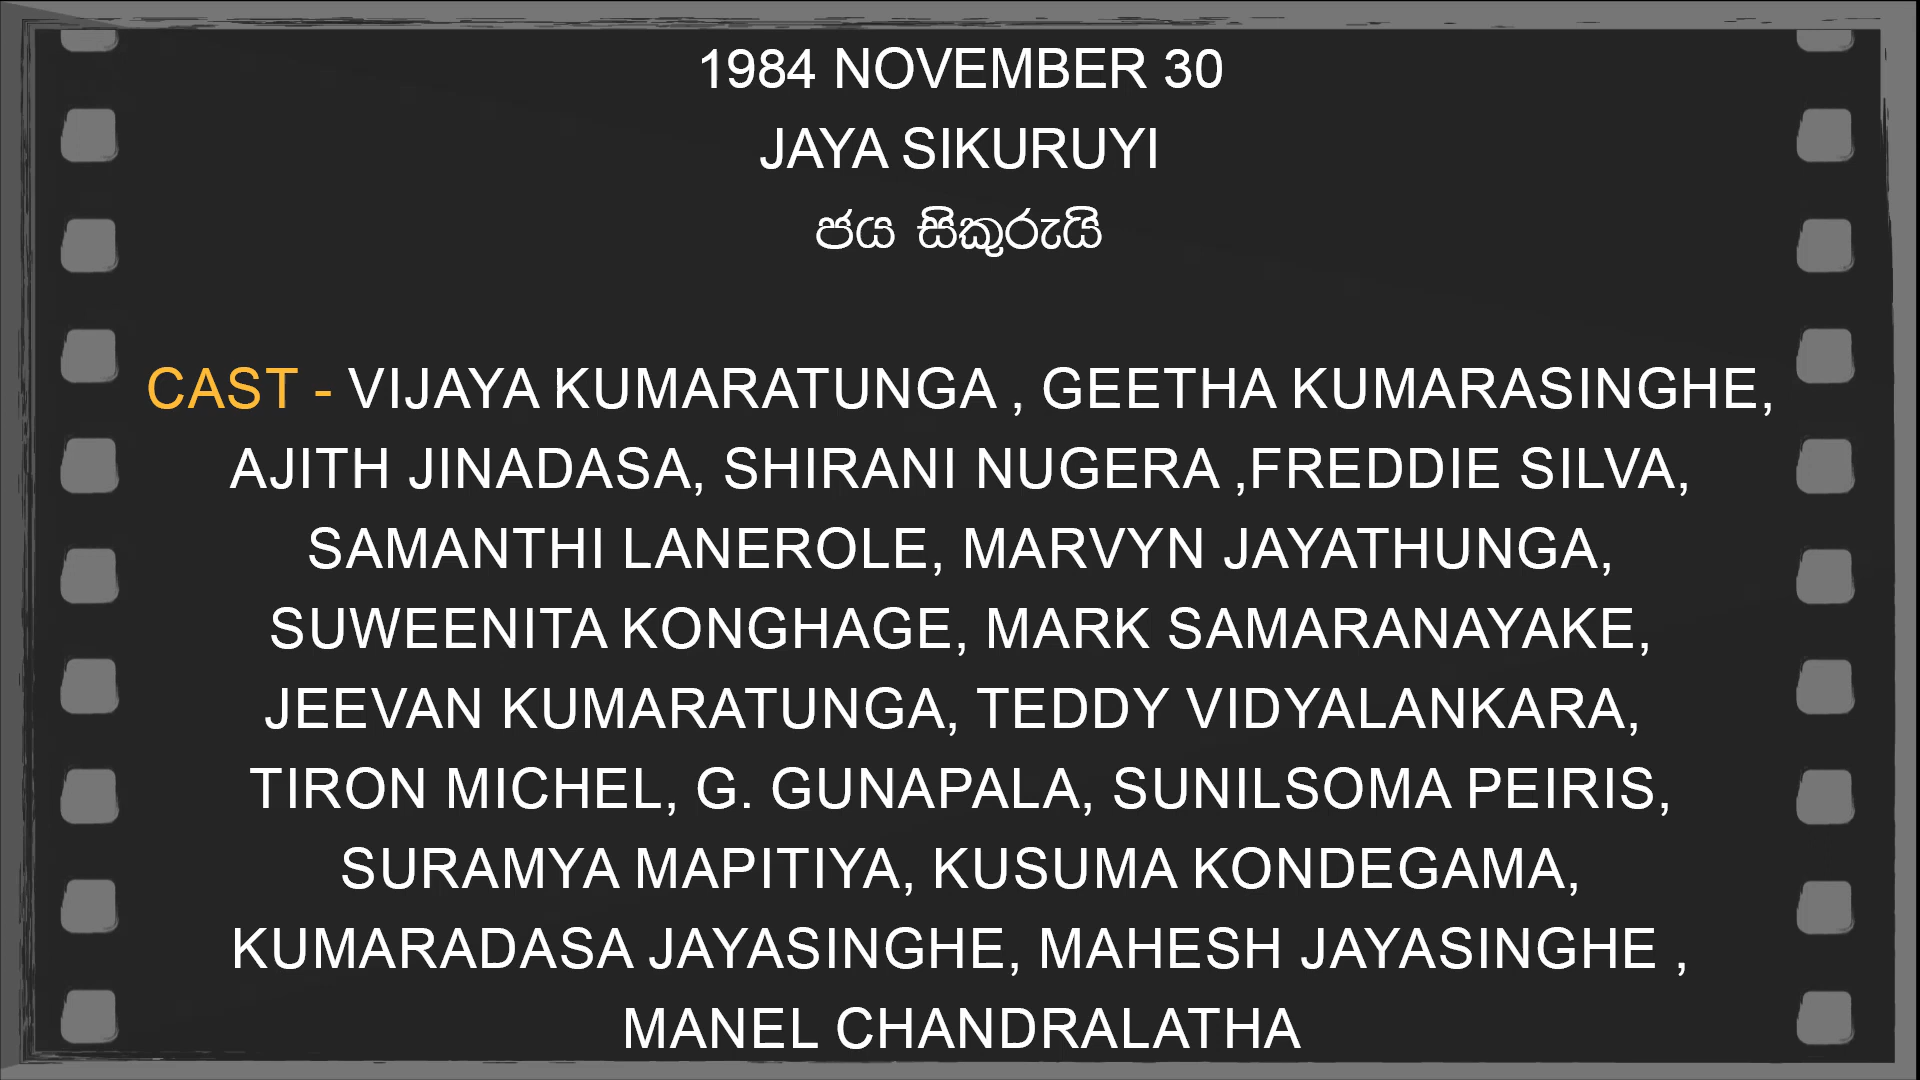 1984 NOVEMBER 30
JAYA SIKURUYI
ජය සිකුරුයි
CAST - VIJAYA KUMARATUNGA , GEETHA KUMARASINGHE,
AJITH JINADASA, SHIRANI NUGERA ,FREDDIE SILVA,
SAMANTHI LANEROLE, MARVYN JAYATHUNGA,
SUWEENITA KONGHAGE, MARK SAMARANAYAKE,
JEEVAN KUMARATUNGA, TEDDY VIDYALANKARA,
TIRON MICHEL, G. GUNAPALA, SUNILSOMA PEIRIS,
SURAMYA MAPITIYA, KUSUMA KONDEGAMA,
KUMARADASA JAYASINGHE, MAHESH JAYASINGHE ,
MANEL CHANDRALATHA